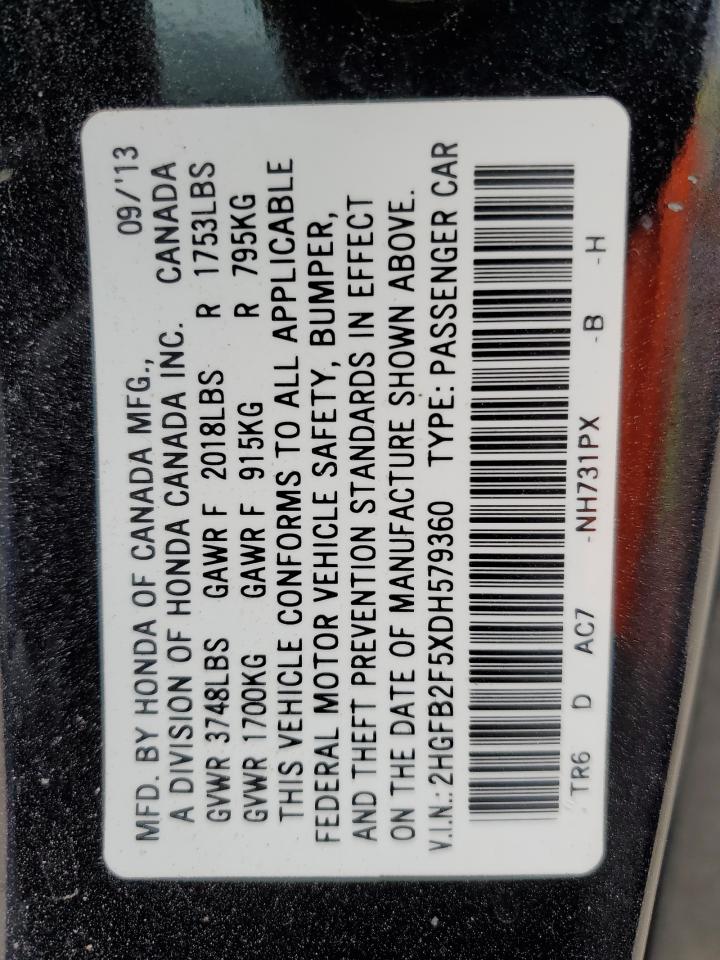 MFD. BY HONDA OF CANADA MFG., 09/'13
A DIVISION OF HONDA CANADA INC. CANADA
GVWR 3748LBS GAWR F 2018LBS R 1753LBS
GVWR 1700KG GAWR F 915KG R 795KG
THIS VEHICLE CONFORMS TO ALL APPLICABLE
FEDERAL MOTOR VEHICLE SAFETY, BUMPER,
AND THEFT PREVENTION STANDARDS IN EFFECT
ON THE DATE OF MANUFACTURE SHOWN ABOVE.
V.I.N.: 2HGFB2F5XDH579360 TYPE: PASSENGER CAR
TR6 D AC7 -NH731PX -B -H